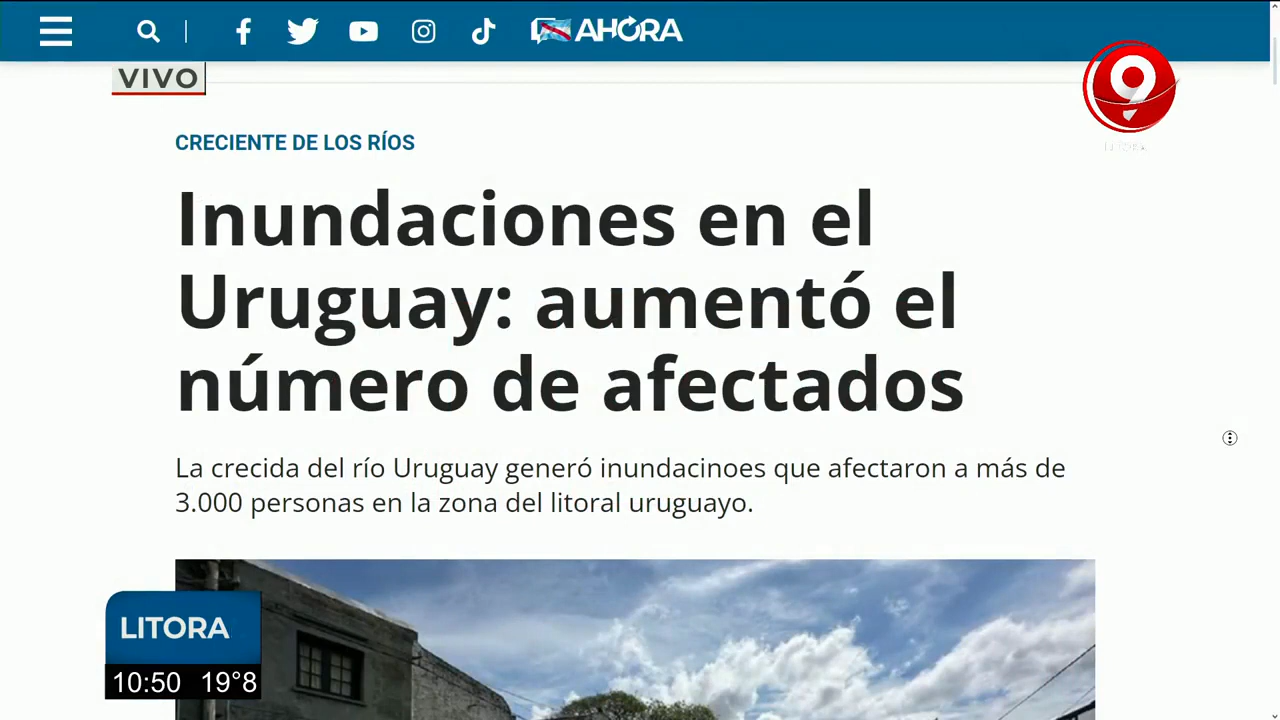 AHORA
VIVO
9
CRECIENTE DE LOS RÍOS
Inundaciones en el
Uruguay: aumentó el
número de afectados
La crecida del río Uruguay generó inundacinoes que afectaron a más de
3.000 personas en la zona del litoral uruguayo.
LITORA
10:50 19°8